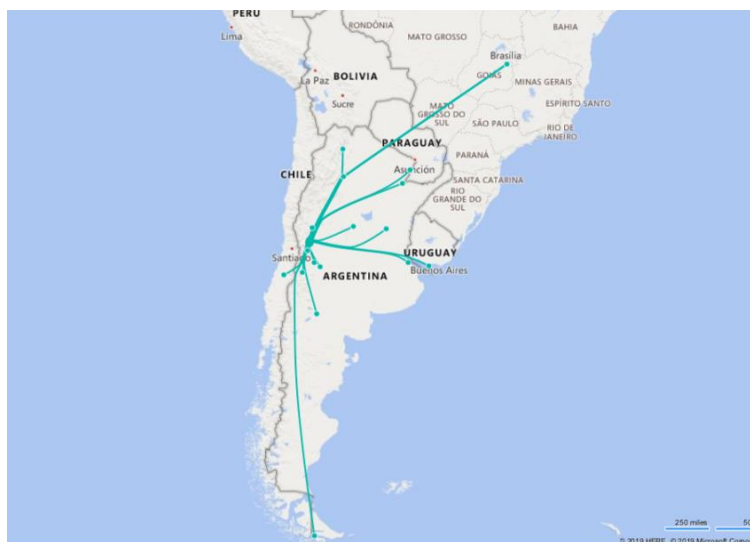 PERU
RONDÔNIA
BAHIA
Lima
MATO GROSSO
Brasília
BOLIVIA
La Paz
GOIÁS
MINAS GERAIS
Sucre
MATO
GROSSO DO
SUL
ESPÍRITO SANTO
SÃO PAULO
RIO DE
JANEIRO
PARAGUAY
PARANÁ
Asunción
CHILE
SANTA CATARINA
RIO
GRANDE DO
SUL
URUGUAY
Santiago
Buenos Aires
ARGENTINA
250 miles
50
© 2019 HERE, © 2019 Microsoft Corpo